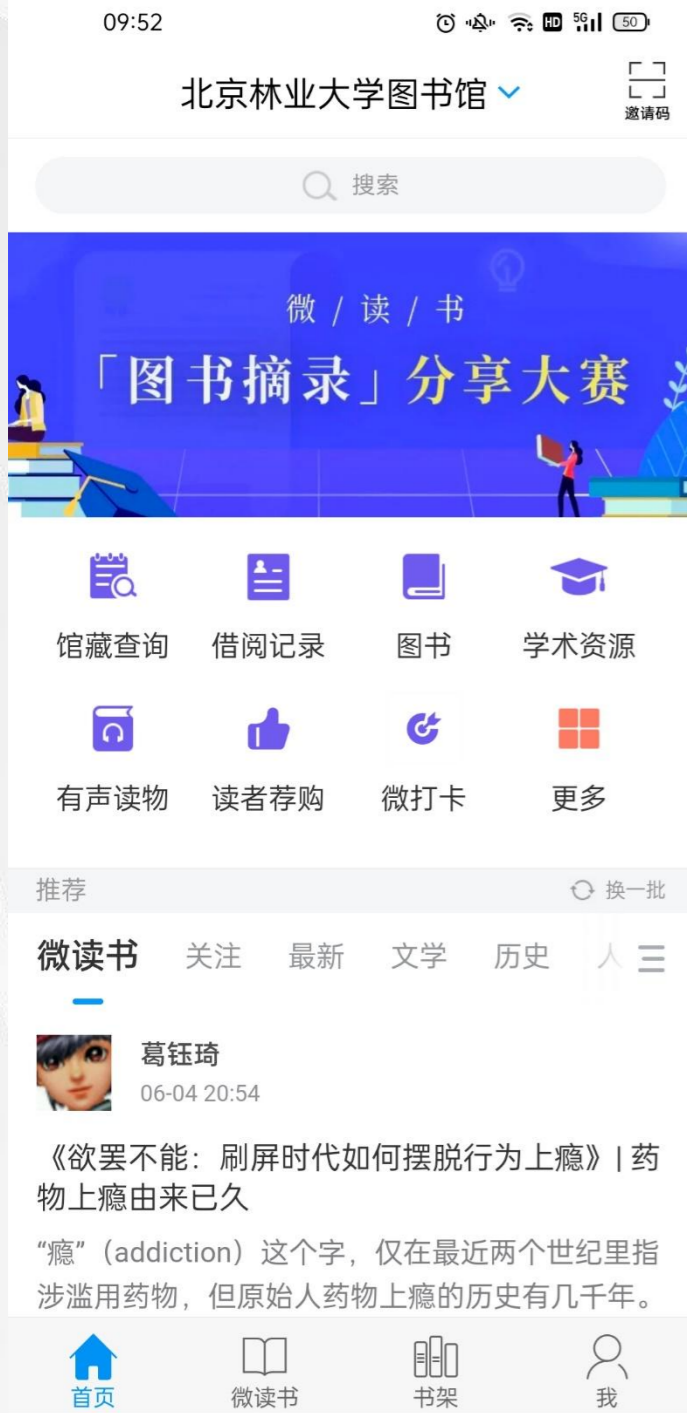 09:52
HD 5G 50
北京林业大学图书馆
邀请码
搜索
微 / 读 / 书
「图书摘录」分享大赛
馆藏查询 借阅记录 图书 学术资源
有声读物 读者荐购 微打卡 更多
推荐 换一批
微读书 关注 最新 文学 历史 人
葛钰琦
06-04 20:54
《欲罢不能：刷屏时代如何摆脱行为上瘾》| 药
物上瘾由来已久
“瘾”（addiction）这个字，仅在最近两个世纪里指
涉滥用药物，但原始人药物上瘾的历史有几千年。
首页 微读书 书架 我